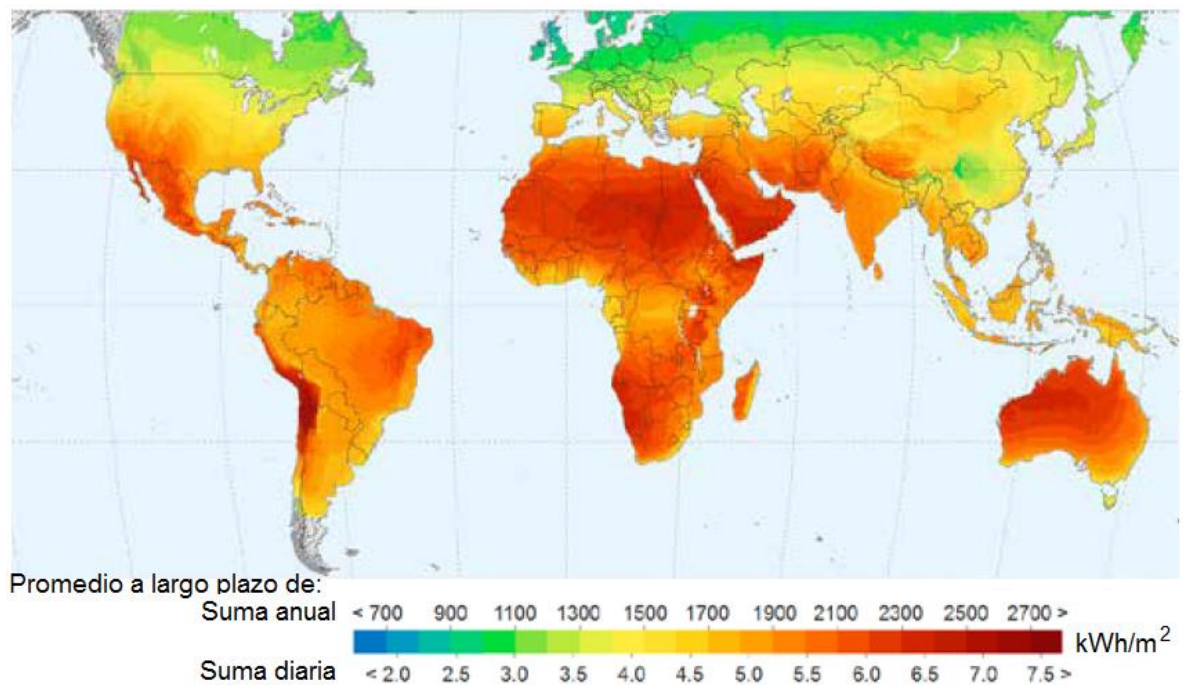 Promedio a largo plazo de:
Suma anual < 700 900 1100 1300 1500 1700 1900 2100 2300 2500 2700 >
kWh/m²
Suma diaria < 2.0 2.5 3.0 3.5 4.0 4.5 5.0 5.5 6.0 6.5 7.0 7.5 >